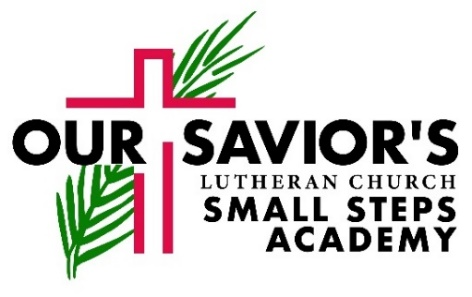 OUR SAVIOR'S
LUTHERAN CHURCH
SMALL STEPS
ACADEMY